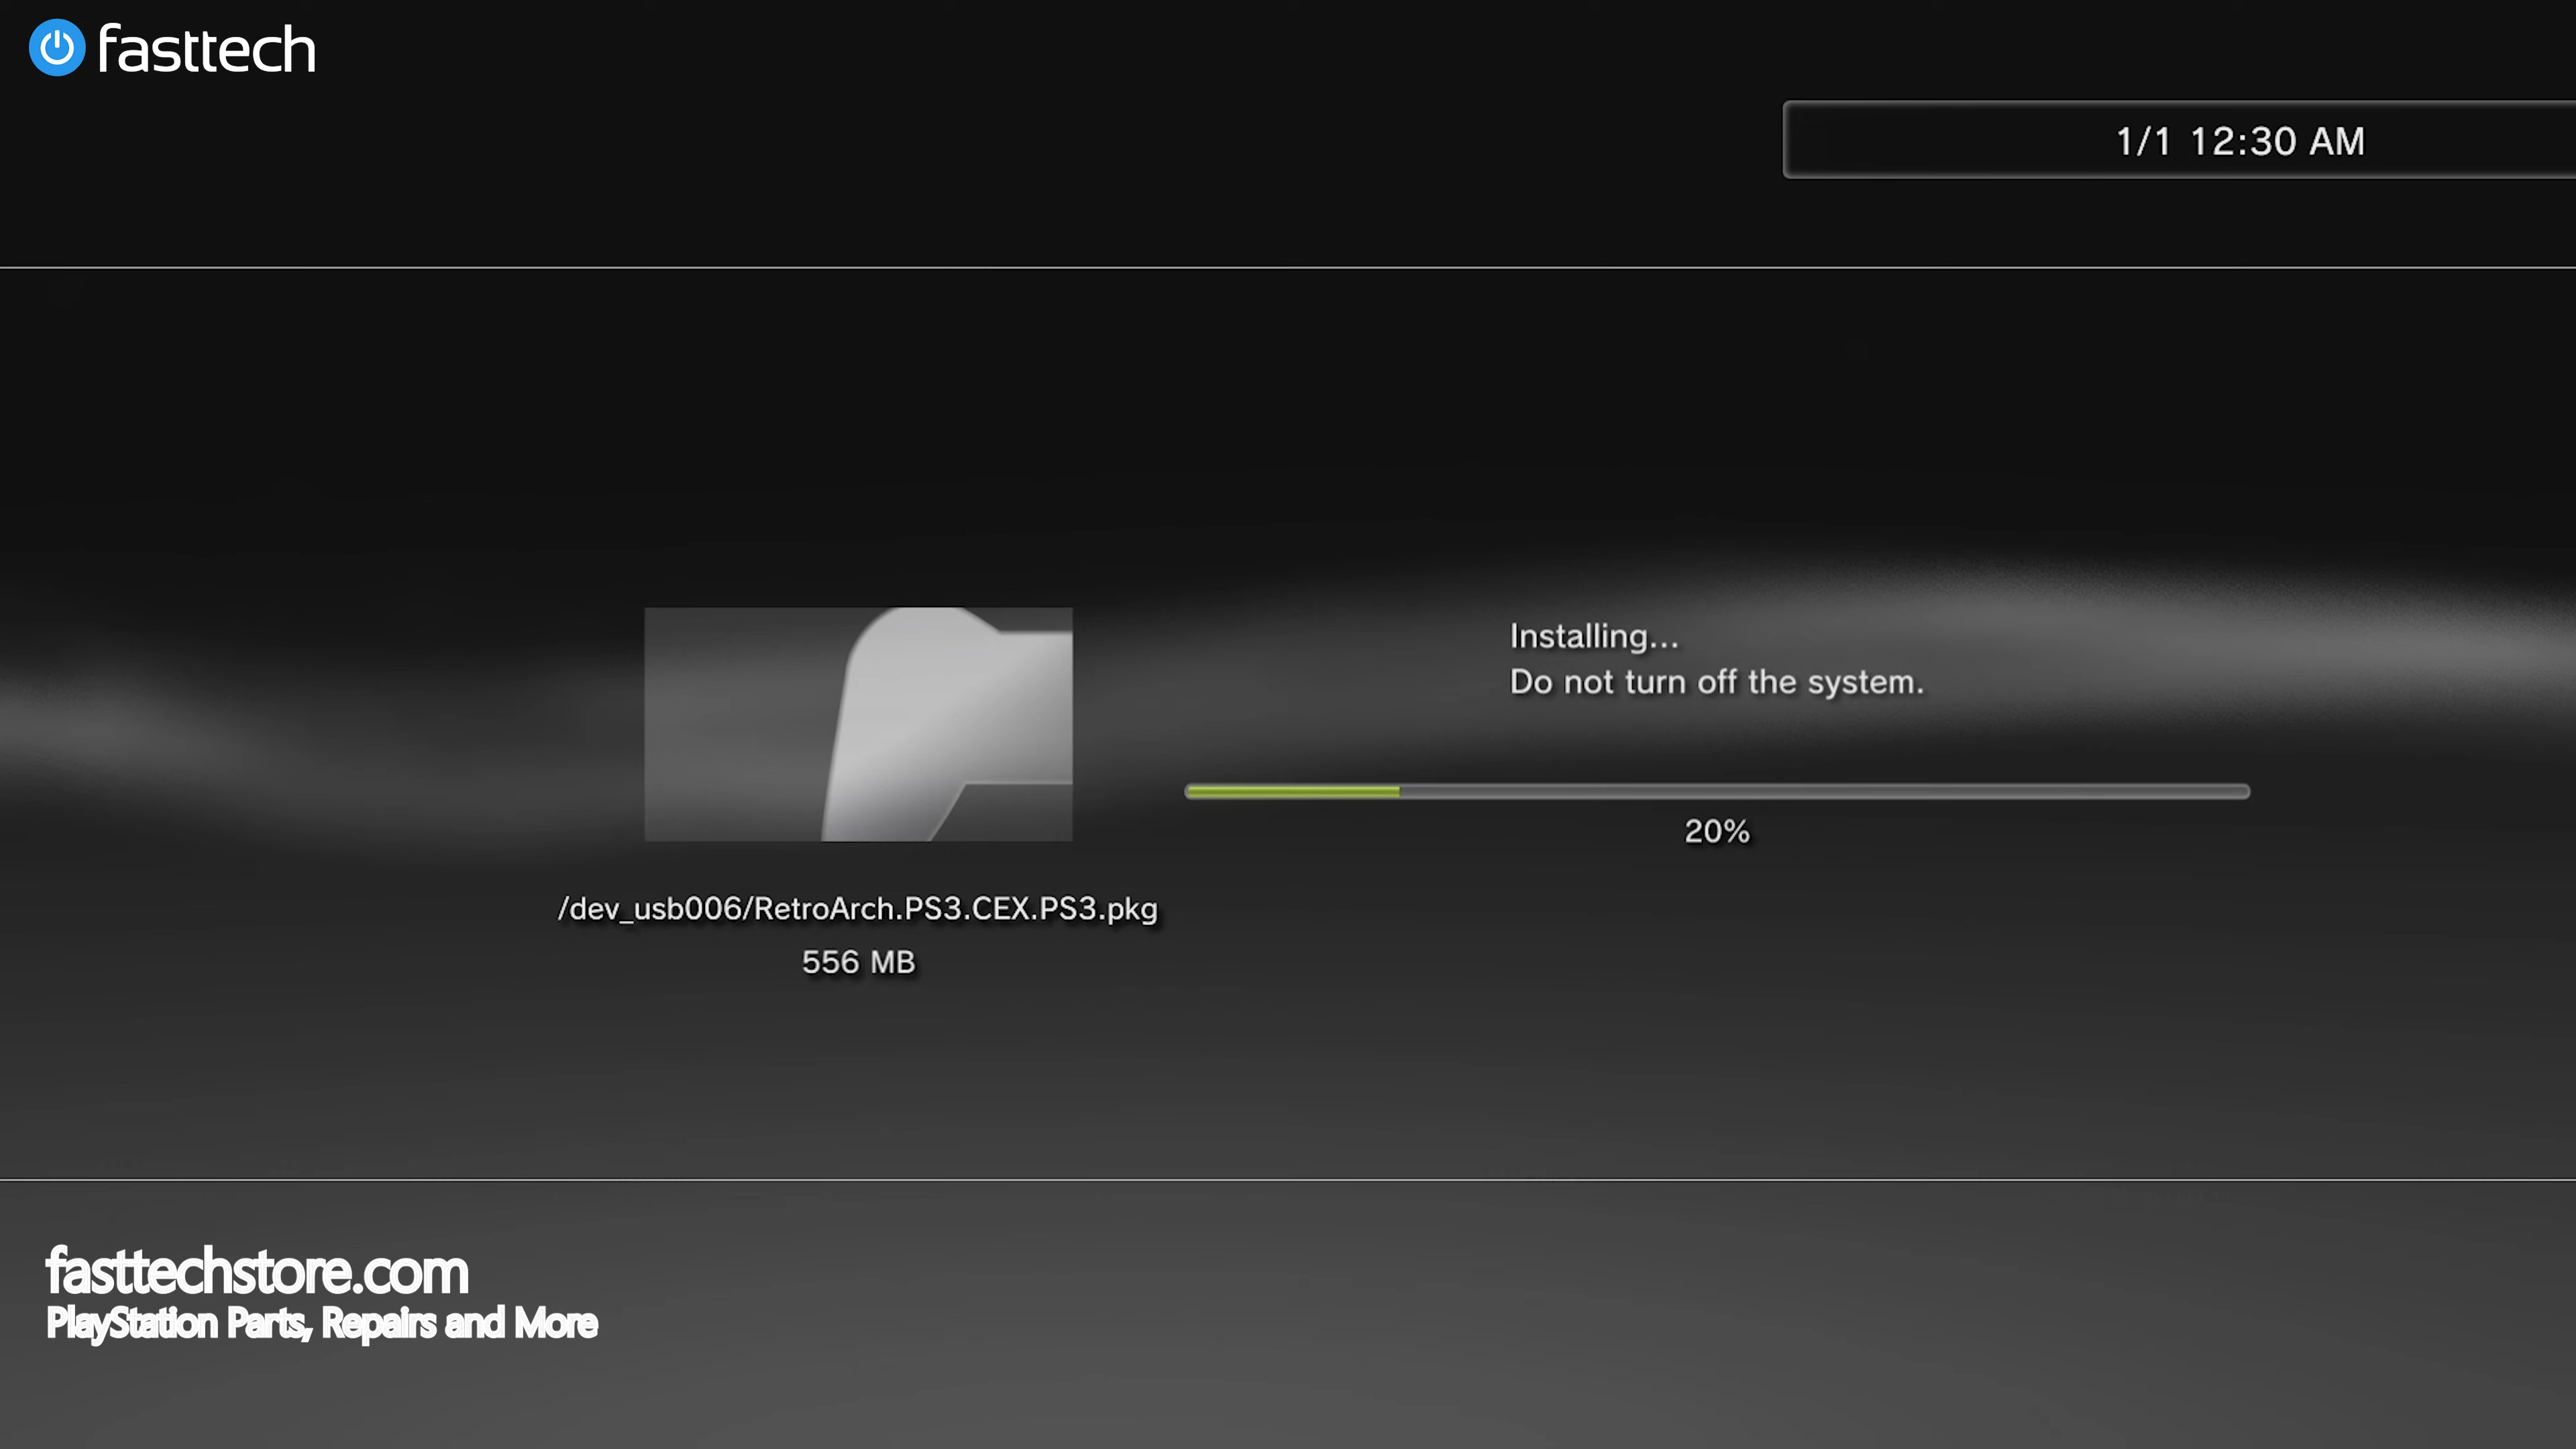 fasttech
1/1 12:30 AM
Installing...
Do not turn off the system.
20%
/dev_usb006/RetroArch.PS3.CEX.PS3.pkg
556 MB
fasttechstore.com
PlayStation Parts, Repairs and More